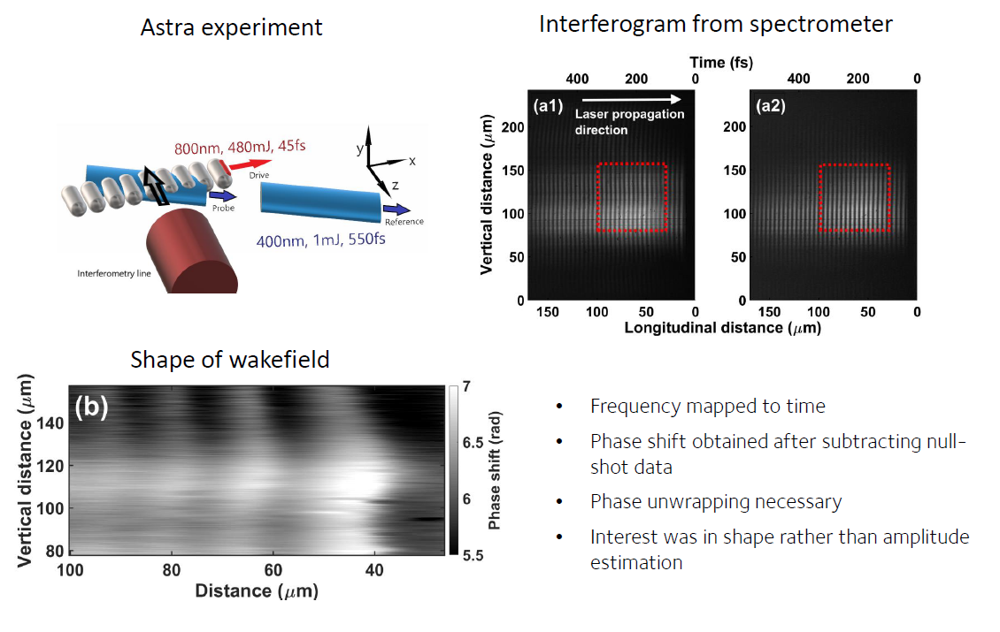 Astra experiment
800nm, 480mJ, 45fs
Drive
Probe
Reference
400nm, 1mJ, 550fs
Interferometry line
y
x
z
Interferogram from spectrometer
Time (fs)
400 200 0 400 200 0
(a1) Laser propagation direction
(a2)
Vertical distance (μm)
200
150
100
50
0
200
150
100
50
0
150 100 50 0 150 100 50 0
Longitudinal distance (μm)
Shape of wakefield
(b)
Vertical distance (μm)
140
120
100
80
100 80 60 40
Distance (μm)
7
6.5
6
5.5
Phase shift (rad)
• Frequency mapped to time
• Phase shift obtained after subtracting null-
shot data
• Phase unwrapping necessary
• Interest was in shape rather than amplitude
estimation